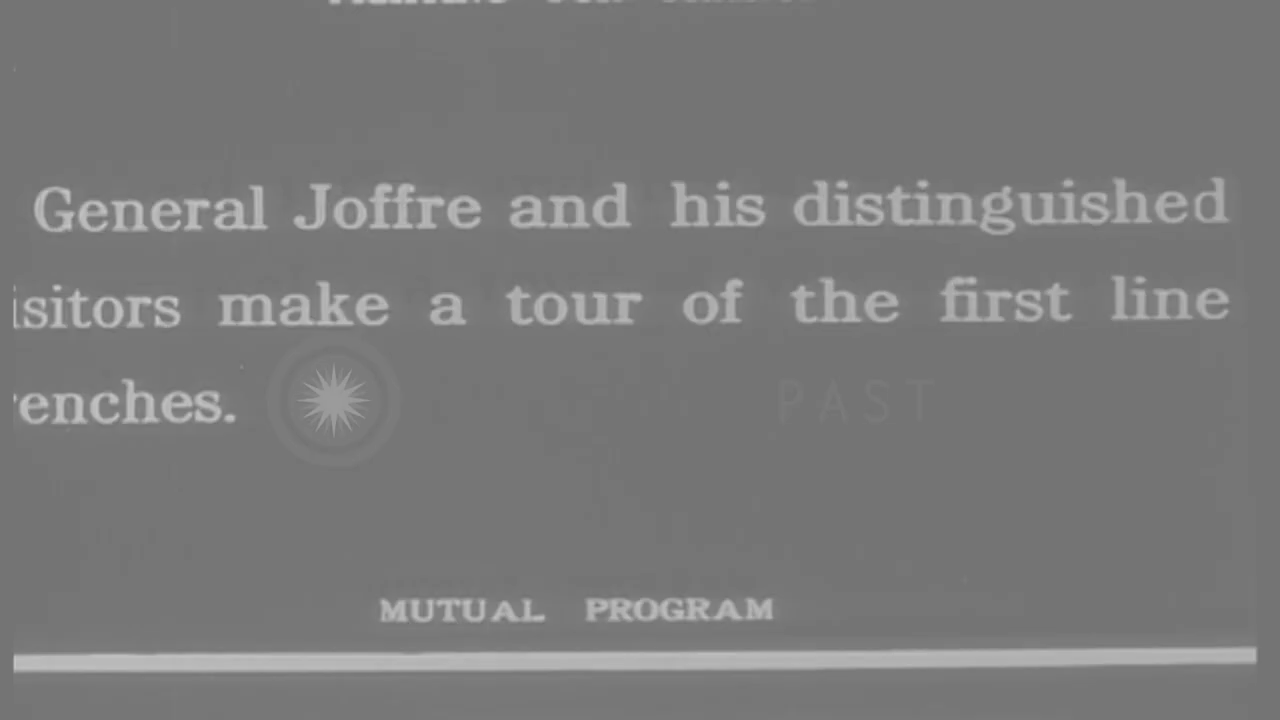 General Joffre and his distinguished
isitors make a tour of the first line
renches.
PAST
MUTUAL PROGRAM